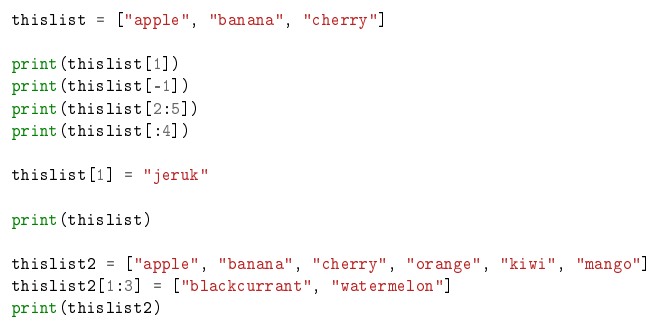 thislist = ["apple", "banana", "cherry"]
print(thislist[1])
print(thislist[-1])
print(thislist[2:5])
print(thislist[:4])
thislist[1] = "jeruk"
print(thislist)
thislist2 = ["apple", "banana", "cherry", "orange", "kiwi", "mango"]
thislist2[1:3] = ["blackcurrant", "watermelon"]
print(thislist2)